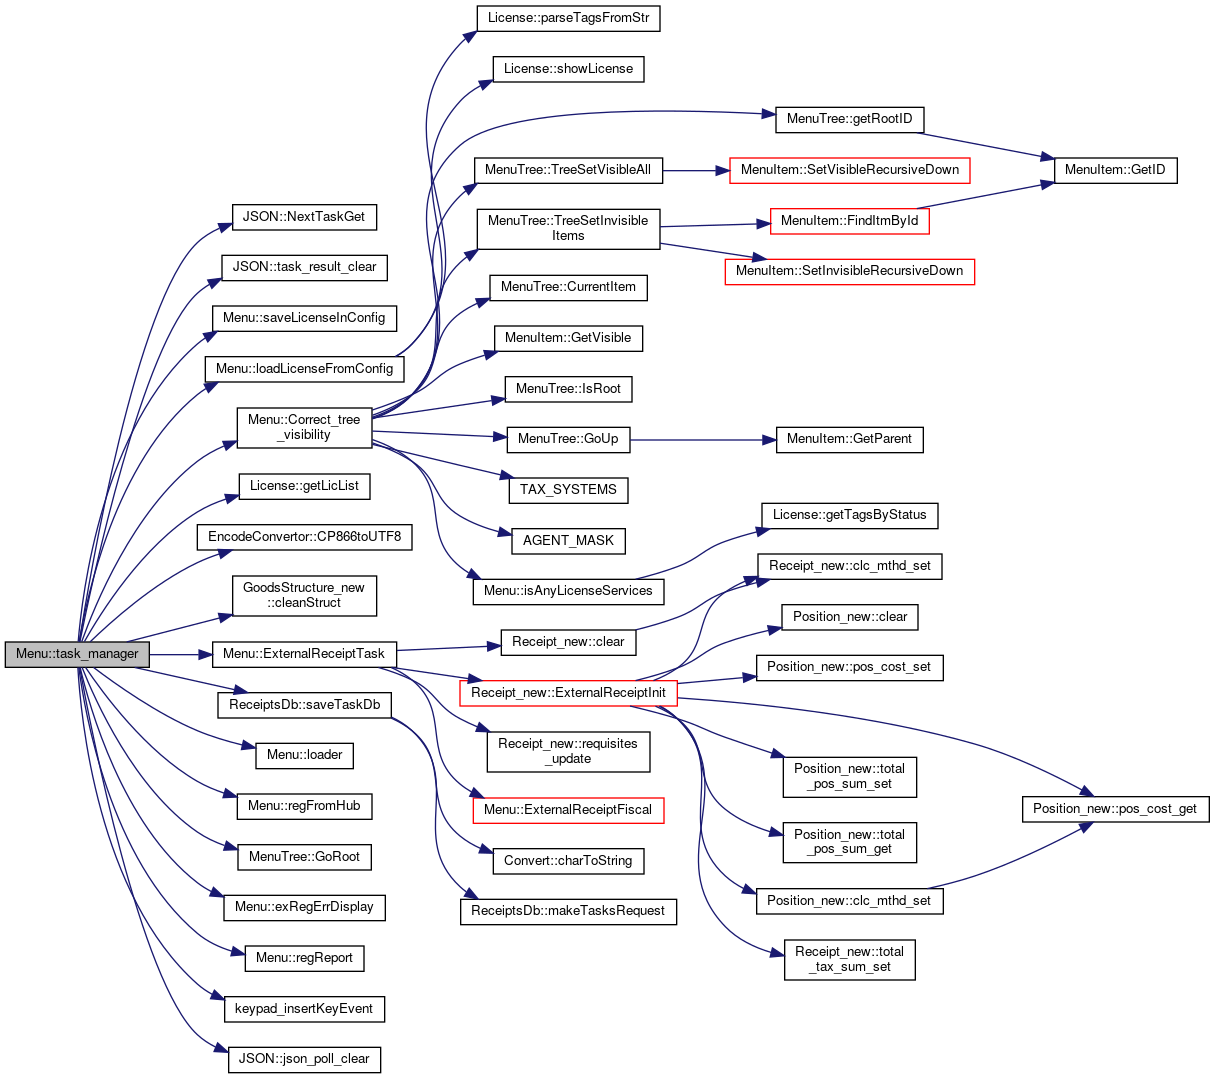 License::parseTagsFromStr
License::showLicense
MenuTree::getRootID
MenuTree::TreeSetVisibleAll
MenuItem::SetVisibleRecursiveDown
MenuItem::GetID
JSON::NextTaskGet
MenuTree::TreeSetInvisible
Items
MenuItem::FindItmById
JSON::task_result_clear
MenuItem::SetInvisibleRecursiveDown
MenuTree::CurrentItem
Menu::saveLicenseInConfig
MenuItem::GetVisible
Menu::loadLicenseFromConfig
MenuTree::IsRoot
Menu::Correct_tree
_visibility
MenuTree::GoUp
MenuItem::GetParent
License::getLicList
TAX_SYSTEMS
License::getTagsByStatus
EncodeConvertor::CP866toUTF8
AGENT_MASK
Receipt_new::clc_mthd_set
GoodsStructure_new
::cleanStruct
Menu::isAnyLicenseServices
Position_new::clear
Menu::task_manager
Menu::ExternalReceiptTask
Receipt_new::clear
Position_new::pos_cost_set
ReceiptsDb::saveTaskDb
Receipt_new::ExternalReceiptInit
Menu::loader
Receipt_new::requisites
_update
Position_new::total
_pos_sum_set
Menu::regFromHub
Menu::ExternalReceiptFiscal
Position_new::pos_cost_get
MenuTree::GoRoot
Convert::charToString
Position_new::total
_pos_sum_get
Menu::exRegErrDisplay
ReceiptsDb::makeTasksRequest
Position_new::clc_mthd_set
Menu::regReport
Receipt_new::total
_tax_sum_set
keypad_insertKeyEvent
JSON::json_poll_clear